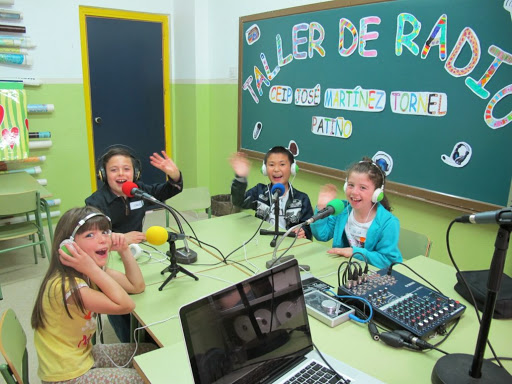 TALLER DE RADIO
CEIP JOSÉ MARTÍNEZ TORNEL
PATIÑO